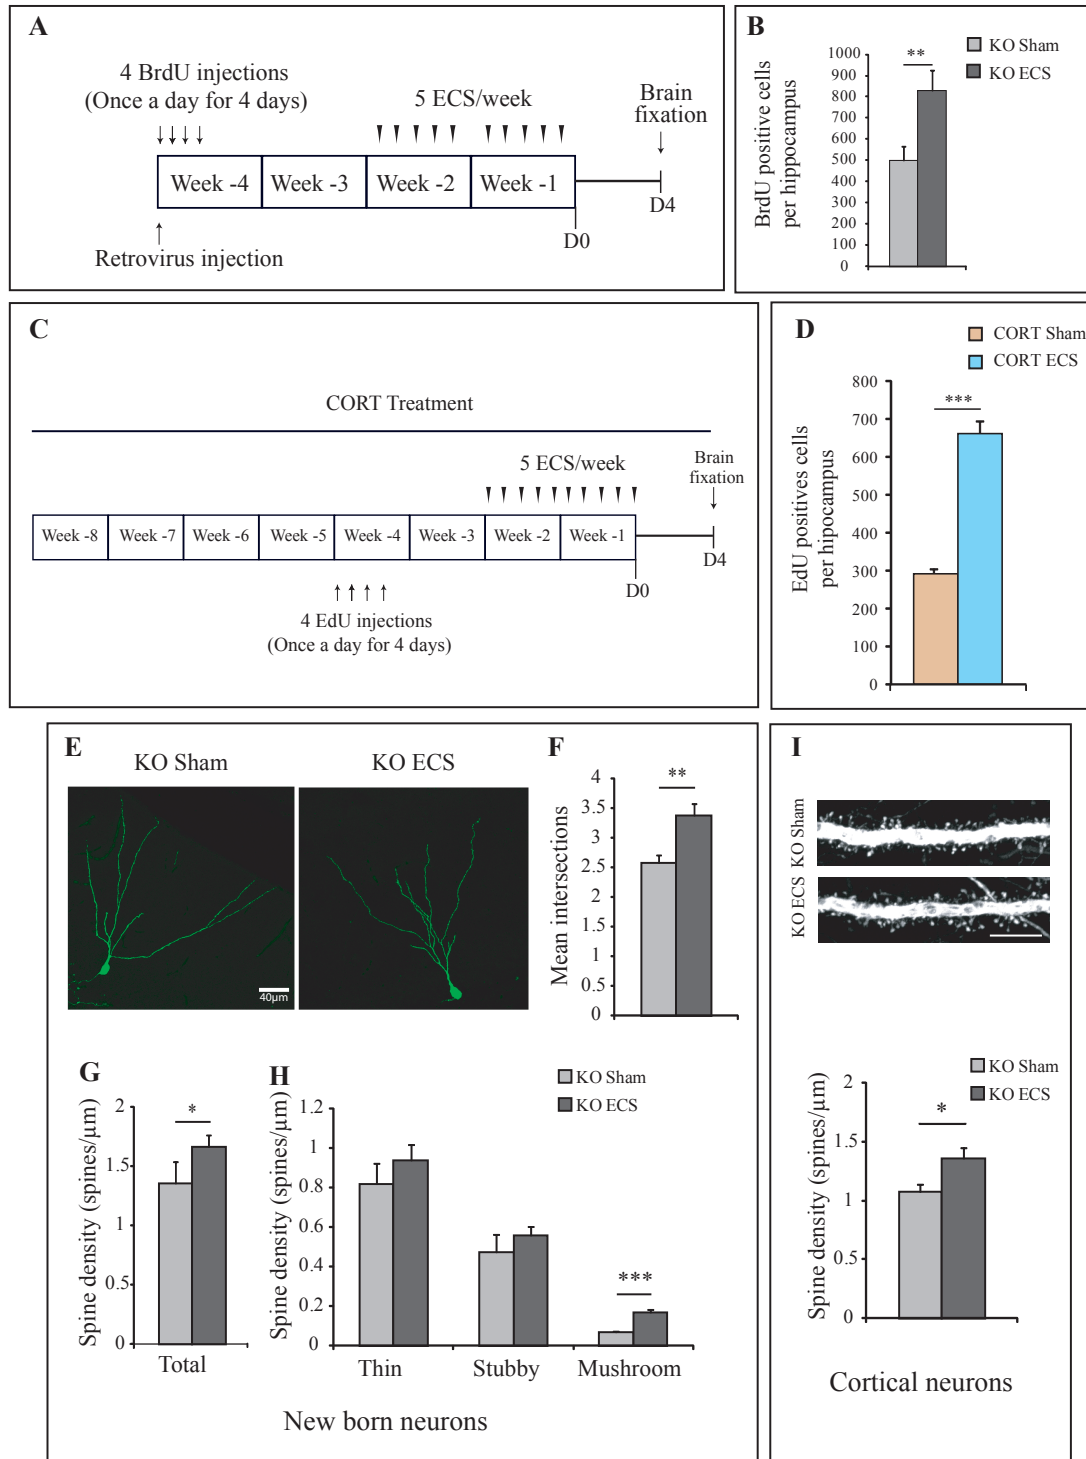 A
4 BrdU injections
(Once a day for 4 days)
5 ECS/week
Brain
fixation
Week -4
Week -3
Week -2
Week -1
D0
D4
Retrovirus injection
B
KO Sham
KO ECS
**
BrdU positive cells
per hippocampus
1000
900
800
700
600
500
400
300
200
100
0
C
CORT Treatment
5 ECS/week
Brain
fixation
Week -8
Week -7
Week -6
Week -5
Week -4
Week -3
Week -2
Week -1
D0
D4
4 EdU injections
(Once a day for 4 days)
D
CORT Sham
CORT ECS
***
EdU positives cells
per hipocampus
800
700
600
500
400
300
200
100
0
E
KO Sham
KO ECS
40µm
F
**
Mean intersections
4
3.5
3
2.5
2
1.5
1
0.5
0
G
*
Spine density (spines/µm)
2
1.5
1
0.5
0
Total
H
KO Sham
KO ECS
Spine density (spines/µm)
1.2
1
0.8
0.6
0.4
0.2
0
***
Thin
Stubby
Mushroom
New born neurons
I
KO Sham
KO ECS
KO Sham
KO ECS
*
Spine density (spines/µm)
2
1.5
1
0.5
0
Cortical neurons